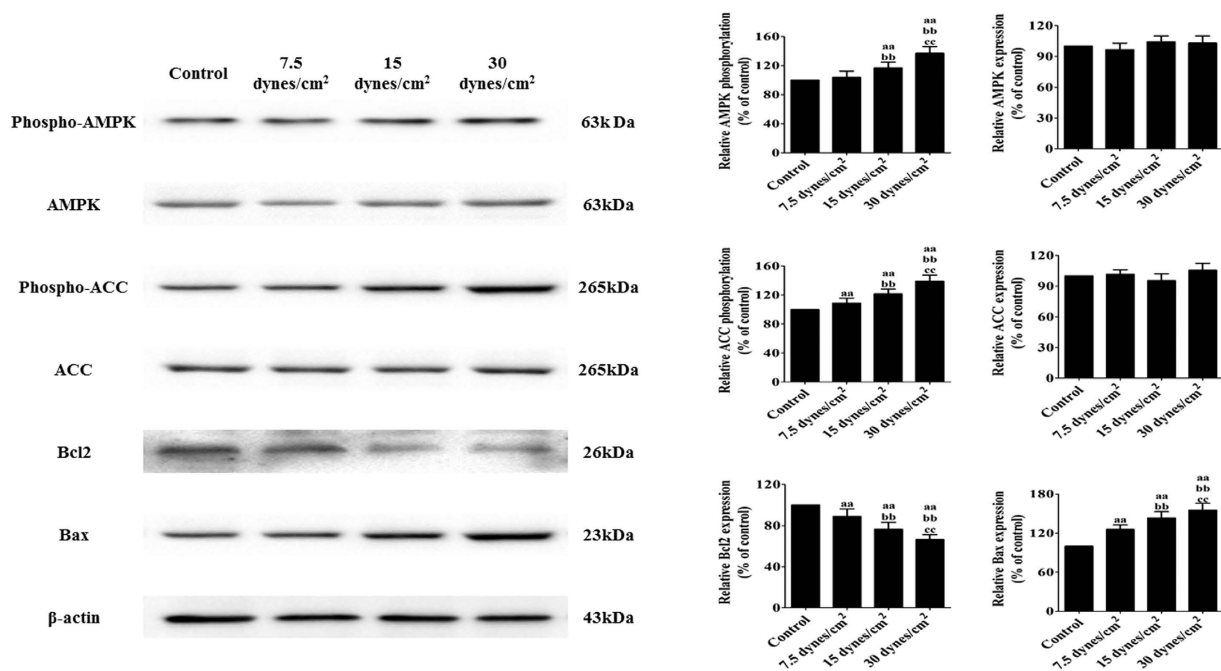 Control
7.5
dynes/cm²
15
dynes/cm²
30
dynes/cm²
Phospho-AMPK
63k Da
AMPK
63kDa
Phospho-ACC
265kDa
ACC
265kDa
Bcl2
26kDa
Bax
23kDa
β-actin
43kDa
Relative AMPK phosphorylation
(% of control)
160
120
80
40
0
aa
bb
aa
bb
cc
Control
7.5 dynes/cm²
15 dynes/cm²
30 dynes/cm²
Relative AMPK expression
(% of control)
120
90
60
30
0
Control
7.5 dynes/cm²
15 dynes/cm²
30 dynes/cm²
Relative ACC phosphorylation
(% of control)
160
120
80
40
0
aa
aa
bb
aa
bb
cc
Control
7.5 dynes/cm²
15 dynes/cm²
30 dynes/cm²
Relative ACC expression
(% of control)
120
90
60
30
0
Control
7.5 dynes/cm²
15 dynes/cm²
30 dynes/cm²
Relative Bcl2 expression
(% of control)
120
80
40
0
aa
aa
bb
aa
bb
cc
Control
7.5 dynes/cm²
15 dynes/cm²
30 dynes/cm²
Relative Bax expression
(% of control)
180
120
60
0
aa
aa
bb
aa
bb
cc
Control
7.5 dynes/cm²
15 dynes/cm²
30 dynes/cm²